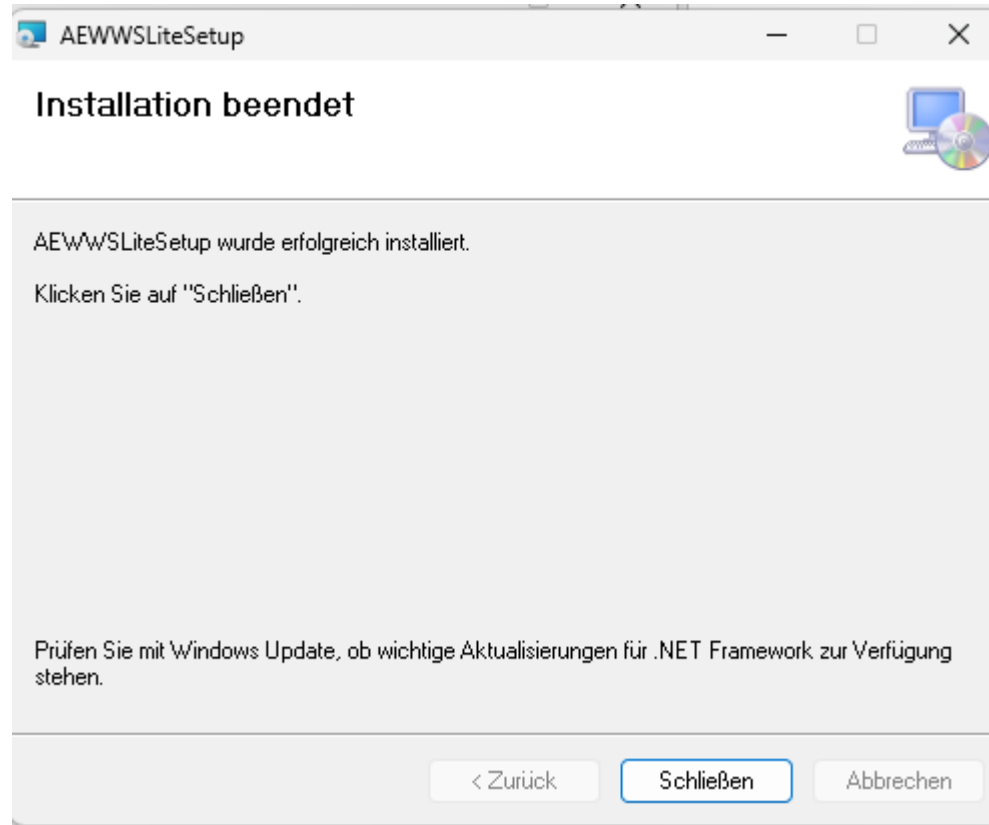 AEWWSLiteSetup
Installation beendet
AEWWSLiteSetup wurde erfolgreich installiert.
Klicken Sie auf "Schließen".
Prüfen Sie mit Windows Update, ob wichtige Aktualisierungen für .NET Framework zur Verfügung
stehen.
< Zurück Schließen Abbrechen